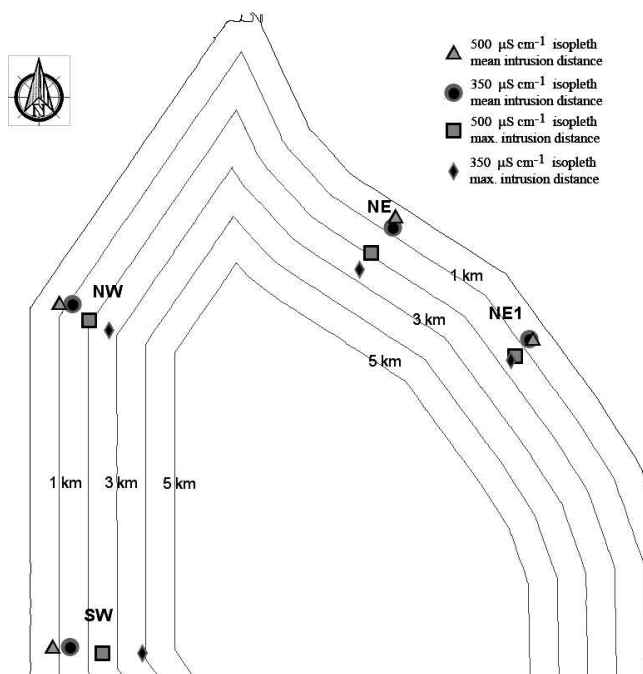 500 µS cm-1 isopleth
mean intrusion distance
350 µS cm-1 isopleth
mean intrusion distance
500 µS cm-1 isopleth
max. intrusion distance
350 µS cm-1 isopleth
max. intrusion distance
N
NE
1 km
NW
3 km
NE1
5 km
1 km
3 km
5 km
SW